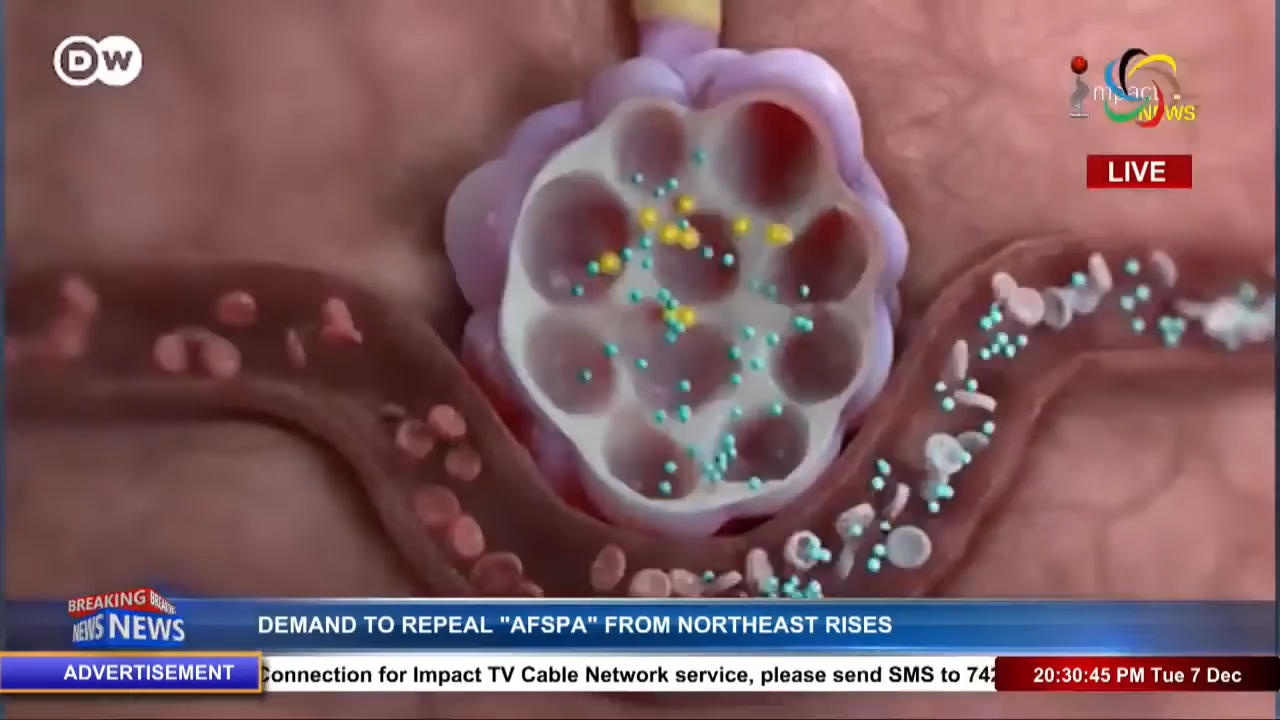 DW
Impact
NEWS
LIVE
BREAKING
NEWS NEWS
DEMAND TO REPEAL "AFSPA" FROM NORTHEAST RISES
ADVERTISEMENT
Connection for Impact TV Cable Network service, please send SMS to 742
20:30:45 PM Tue 7 Dec